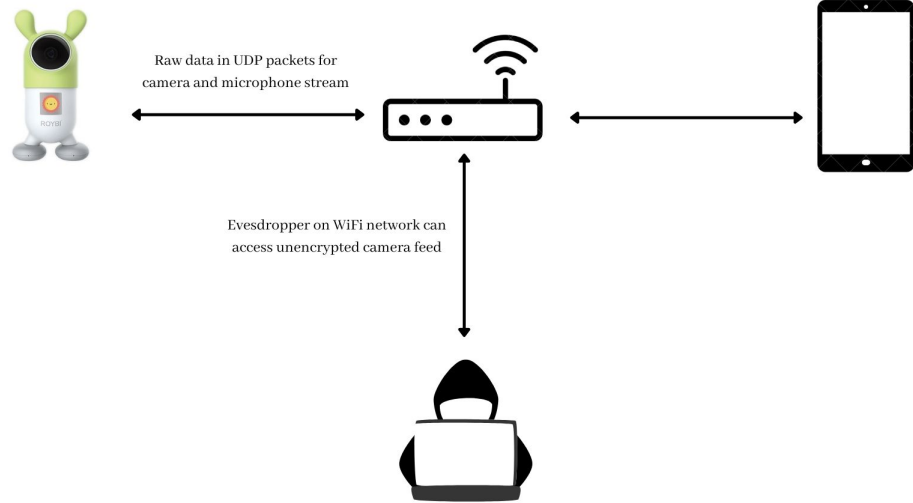 Raw data in UDP packets for
camera and microphone stream
ROYBI
Evesdropper on WiFi network can
access unencrypted camera feed